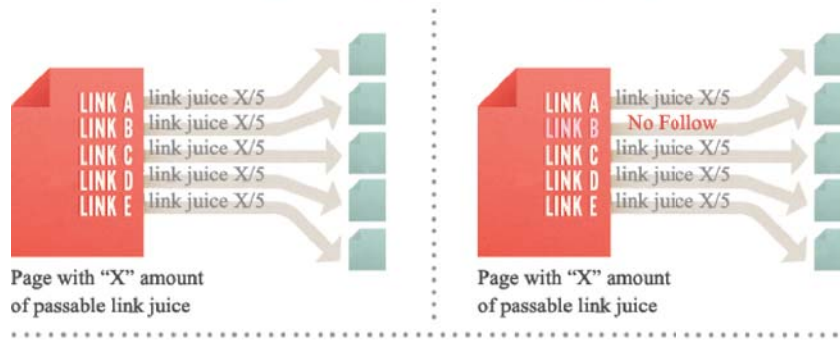 LINK A link juice X/5
LINK B link juice X/5
LINK C link juice X/5
LINK D link juice X/5
LINK E link juice X/5
Page with “X” amount
of passable link juice
LINK A link juice X/5
LINK B No Follow
LINK C link juice X/5
LINK D link juice X/5
LINK E link juice X/5
Page with “X” amount
of passable link juice